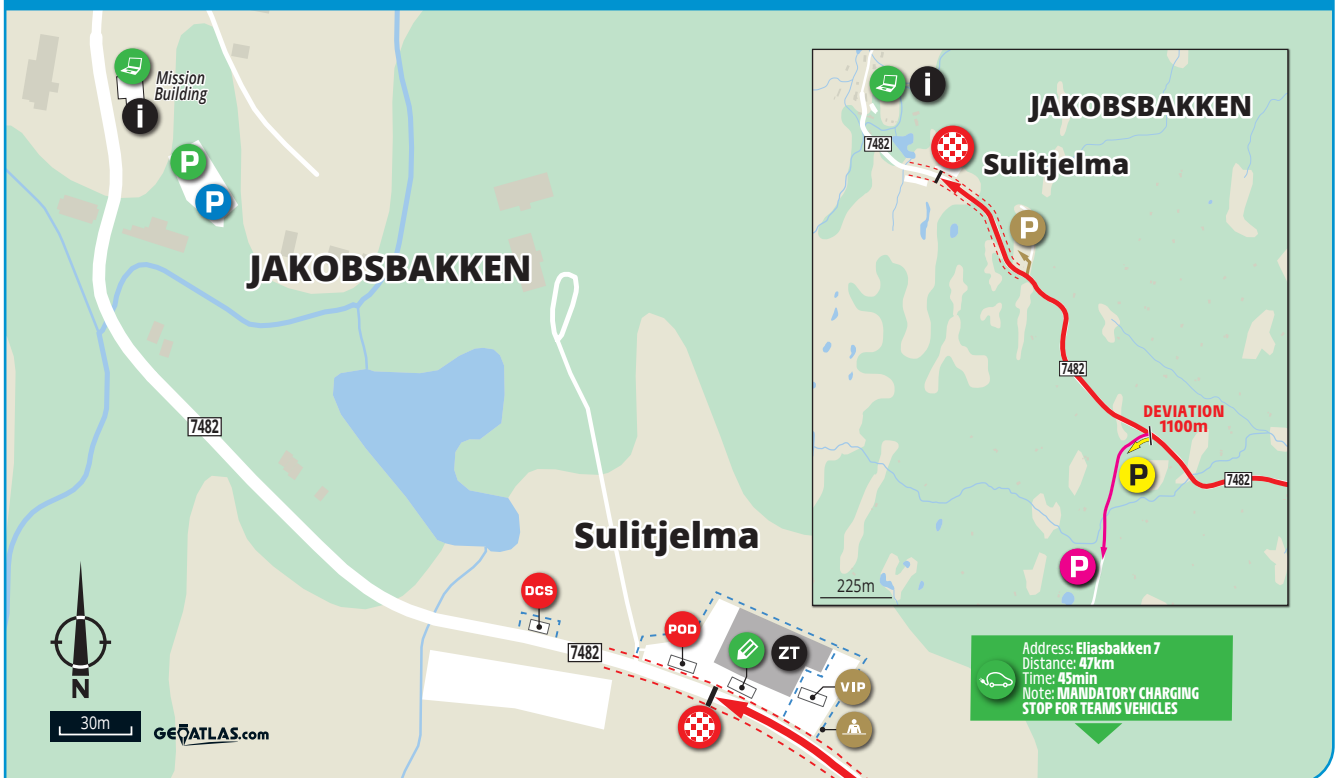 Mission
Building
i
P
P
JAKOBSBAKKEN
7482
Sulitjelma
DCS
7482
POD
ZT
VIP
N
30m
GEOATLAS.com
i
JAKOBSBAKKEN
7482
Sulitjelma
P
7482
DEVIATION
1100m
P
7482
P
225m
Address: Eliasbakken 7
Distance: 47km
Time: 45min
Note: MANDATORY CHARGING
STOP FOR TEAMS VEHICLES